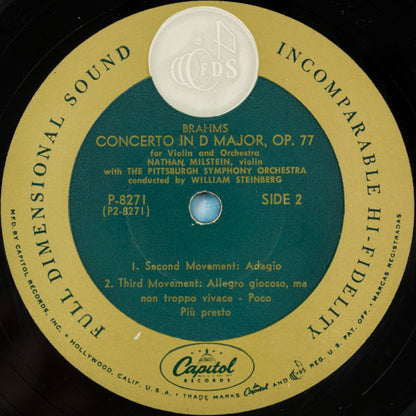 FDS
FULL DIMENSIONAL SOUND
INCOMPARABLE HI-FIDELITY
BRAHMS
CONCERTO IN D MAJOR, OP. 77
for Violin and Orchestra
NATHAN MILSTEIN, violin
with THE PITTSBURGH SYMPHONY ORCHESTRA
conducted by WILLIAM STEINBERG
P-8271 SIDE 2
(P2-8271)
1. Second Movement: Adagio
2. Third Movement: Allegro giocoso, ma
non troppo vivace - Poco
Più presto
Capitol
RECORDS
MFD. BY CAPITOL RECORDS, INC. • HOLLYWOOD, CALIF. U.S.A. • TRADE MARKS Capitol AND FDS REG. U.S. PAT. OFF. • MARCAS REGISTRADAS